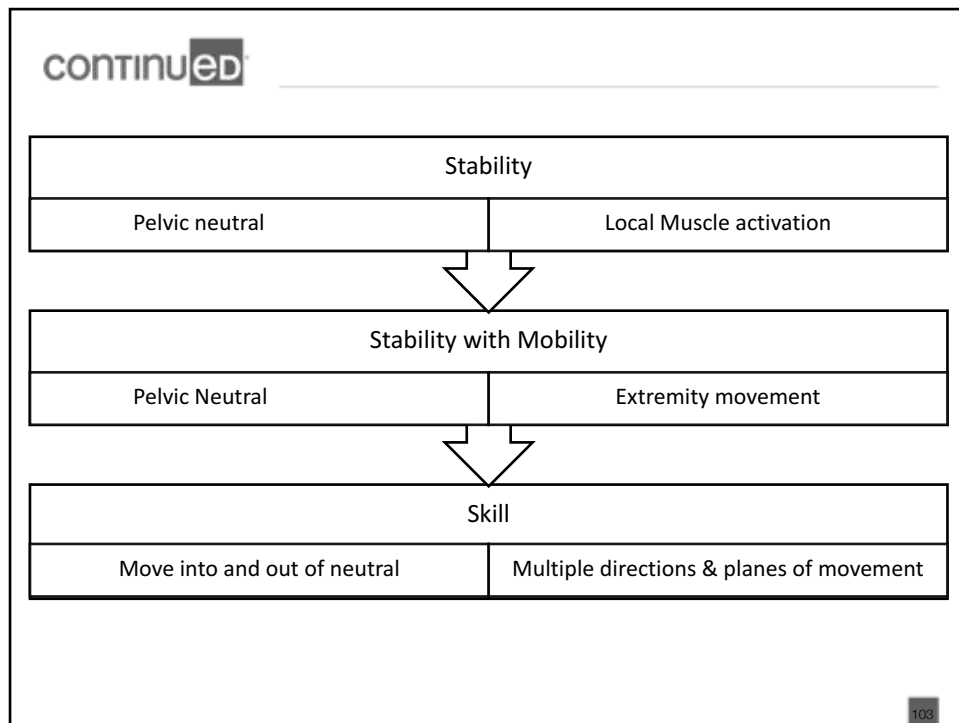 continueD
Stability
Pelvic neutral
Local Muscle activation
Stability with Mobility
Pelvic Neutral
Extremity movement
Skill
Move into and out of neutral
Multiple directions & planes of movement
103